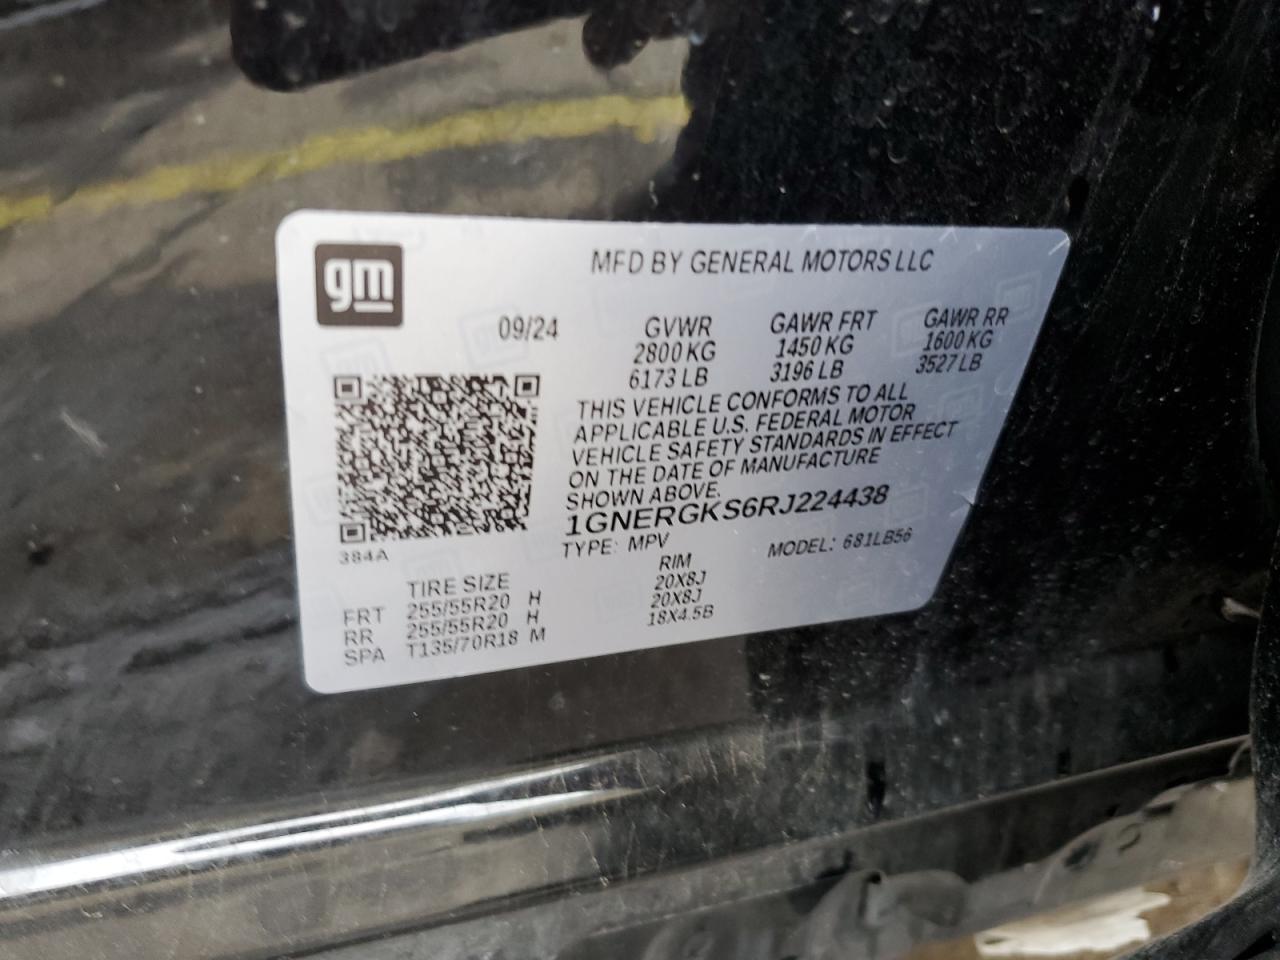 gm
MFD BY GENERAL MOTORS LLC
09/24 GVWR GAWR FRT GAWR RR
2800 KG 1450 KG 1600 KG
6173 LB 3196 LB 3527 LB
THIS VEHICLE CONFORMS TO ALL
APPLICABLE U.S. FEDERAL MOTOR
VEHICLE SAFETY STANDARDS IN EFFECT
ON THE DATE OF MANUFACTURE
SHOWN ABOVE.
1GNERGKS6RJ224438
384A TYPE: MPV MODEL: 681LB56
TIRE SIZE RIM
FRT 255/55R20 H 20X8J
RR 255/55R20 H 20X8J
SPA T135/70R18 M 18X4.5B